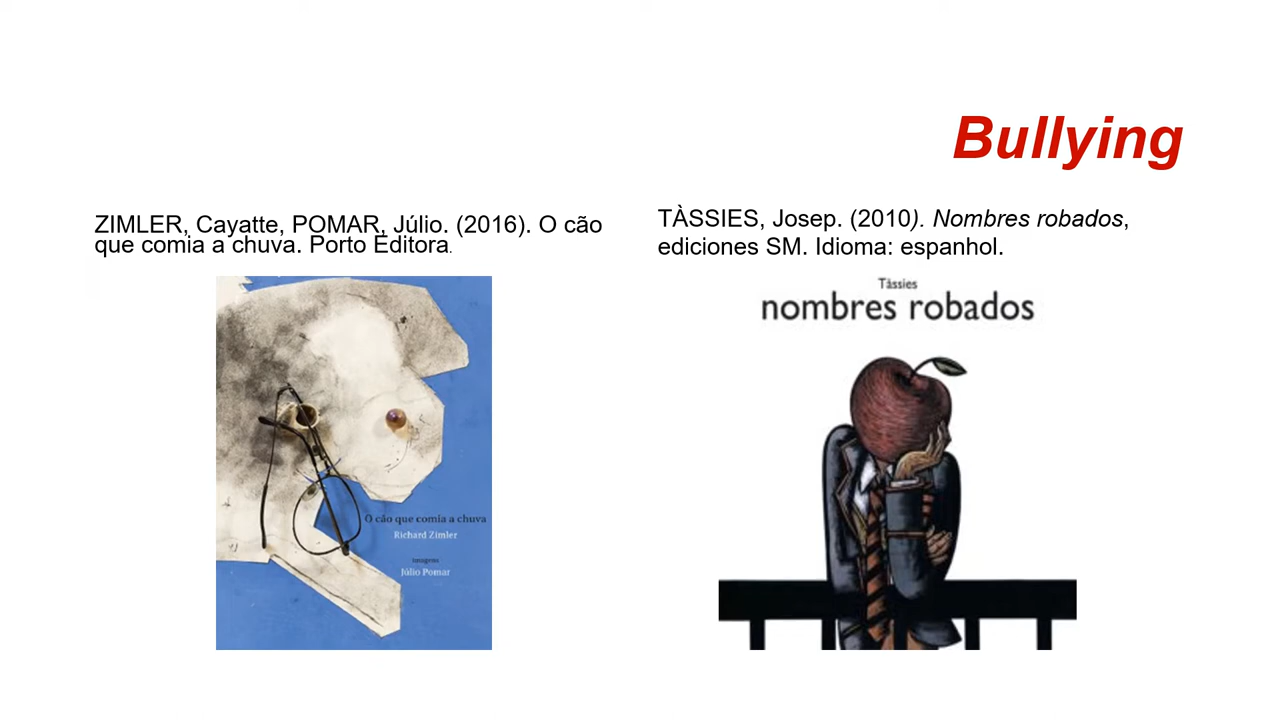 Bullying
ZIMLER, Cayatte, POMAR, Júlio. (2016). O cão
que comia a chuva. Porto Editora.
O cão que comia a chuva
Richard Zimler
imagens
Júlio Pomar
TÀSSIES, Josep. (2010). Nombres robados,
ediciones SM. Idioma: espanhol.
Tàssies
nombres robados